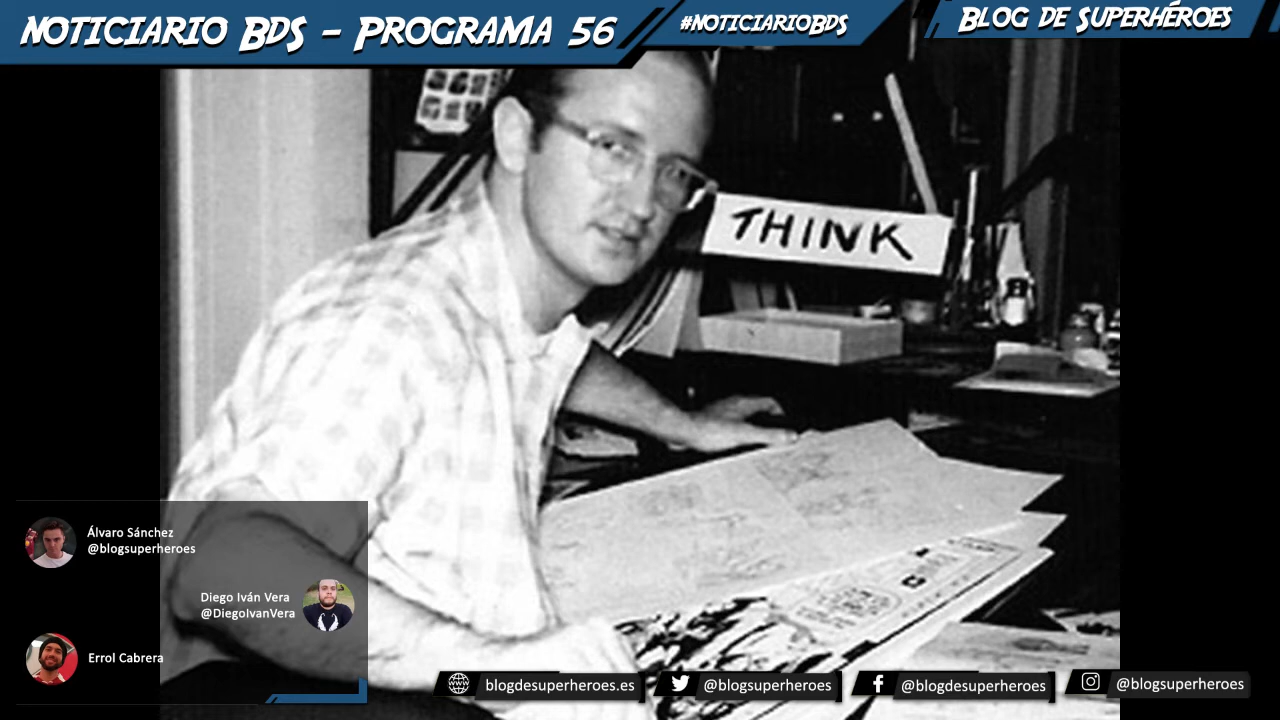 NOTICIARIO BDS - PROGRAMA 56
#NOTICIARIOBDS
BLOG DE SUPERHÉROES
THINK
Álvaro Sánchez
@blogsuperheroes
Diego Iván Vera
@DiegoIvanVera
Errol Cabrera
blogdesuperheroes.es
@blogsuperheroes
@blogdesuperheroes
@blogsuperheroes